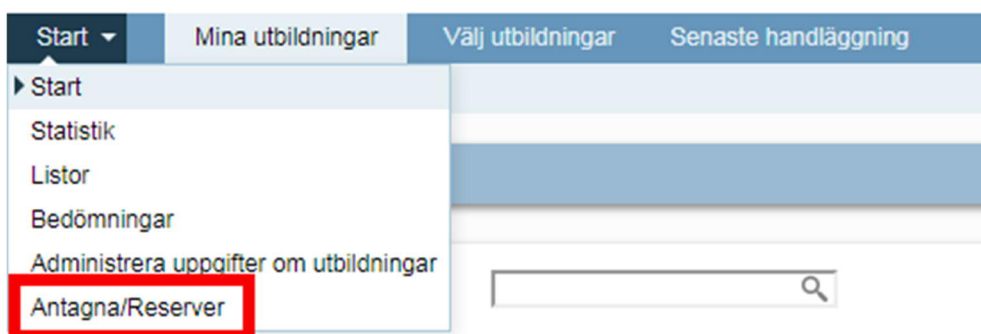 Start Mina utbildningar Välj utbildningar Senaste handläggning
Start
Statistik
Listor
Bedömningar
Administrera uppgifter om utbildningar
Antagna/Reserver